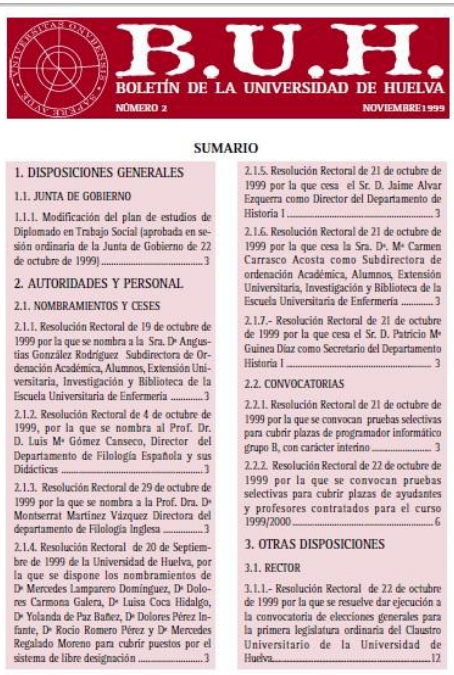 UNIVERSITAS ONUBENSIS
SAPERE AUDE
B.U.H.
BOLETÍN DE LA UNIVERSIDAD DE HUELVA
NÚMERO 2 NOVIEMBRE1999
SUMARIO
1. DISPOSICIONES GENERALES
1.1. JUNTA DE GOBIERNO
1.1.1. Modificación del plan de estudios de
Diplomado en Trabajo Social (aprobada en se-
sión ordinaria de la Junta de Gobierno de 22
de octubre de 1999) ................................ 3
2. AUTORIDADES Y PERSONAL
2.1. NOMBRAMIENTOS Y CESES
2.1.1. Resolución Rectoral de 19 de octubre de
1999 por la que se nombra a la Sra. Dª Angus-
tias González Rodríguez Subdirectora de Or-
denación Académica, Alumnos, Extensión Uni-
versitaria, Investigación y Biblioteca de la
Escuela Universitaria de Enfermería ........... 3
2.1.2. Resolución Rectoral de 4 de octubre de
1999, por la que se nombra al Prof. Dr.
D. Luis Mª Gómez Canseco, Director del
Departamento de Filología Española y sus
Didácticas ................................................ 3
2.1.3. Resolución Rectoral de 29 de octubre de
1999 por la que se nombra a la Prof. Dra. Dª
Montserrat Martínez Vázquez Directora del
departamento de Filología Inglesa ............... 3
2.1.4. Resolución Rectoral de 20 de Septiem-
bre de 1999 de la Universidad de Huelva, por
la que se dispone los nombramientos de
Dª Mercedes Lamparero Domínguez, Dª Dolo-
res Carmona Galera, Dª Luisa Coca Hidalgo,
Dª Yolanda de Paz Bañez, Dª Dolores Pérez In-
fante, Dª Rocio Romero Pérez y Dª Mercedes
Regalado Moreno para cubrir puestos por el
sistema de libre designación ...................... 3
2.1.5. Resolución Rectoral de 21 de octubre de
1999 por la que cesa el Sr. D. Jaime Alvar
Ezquerra como Director del Departamento de
Historia I .................................................. 3
2.1.6. Resolución Rectoral de 21 de octubre de
1999 por la que cesa la Sra. Dª. Mª Carmen
Carrasco Acosta como Subdirectora de
ordenación Académica, Alumnos, Extensión
Universitaria, Investigación y Biblioteca de la
Escuela Universitaria de Enfermería ........... 3
2.1.7.- Resolución Rectoral de 21 de octubre
de 1999 por la que cesa el Sr. D. Patricio Mª
Guinea Díaz como Secretario del Departamento
Historia I .................................................. 3
2.2. CONVOCATORIAS
2.2.1. Resolución Rectoral de 21 de octubre de
1999 por la que se convocan pruebas selectivas
para cubrir plazas de programador informático
grupo B, con carácter interino .................... 3
2.2.2. Resolución Rectoral de 22 de octubre de
1999 por la que se convocan pruebas
selectivas para cubrir plazas de ayudantes
y profesores contratados para el curso
1999/2000 ................................................ 6
3. OTRAS DISPOSICIONES
3.1. RECTOR
3.1.1.- Resolución Rectoral de 22 de octubre
de 1999 por la que se resuelve dar ejecución a
la convocatoria de elecciones generales para
la primera legislatura ordinaria del Claustro
Universitario de la Universidad de
Huelva..................................................... 12